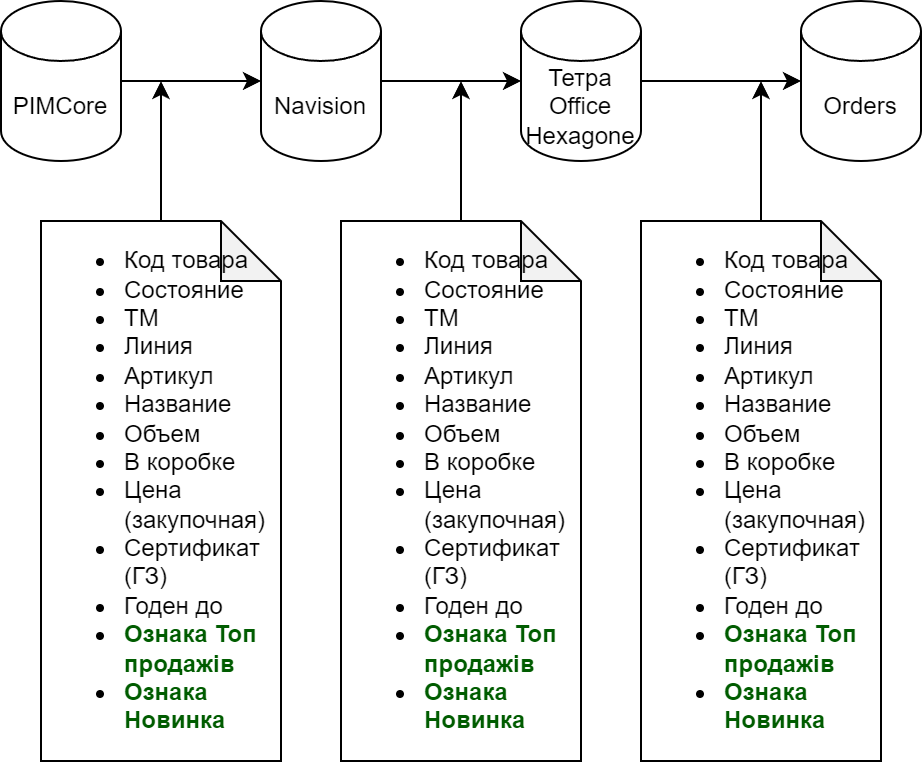 PIMCore
Navision
Тетра
Office
Hexagone
Orders
Код товара
Состояние
ТМ
Линия
Артикул
Название
Объем
В коробке
Цена
(закупочная)
Сертификат
(ГЗ)
Годен до
Ознака Топ
продажів
Ознака
Новинка
Код товара
Состояние
ТМ
Линия
Артикул
Название
Объем
В коробке
Цена
(закупочная)
Сертификат
(ГЗ)
Годен до
Ознака Топ
продажів
Ознака
Новинка
Код товара
Состояние
ТМ
Линия
Артикул
Название
Объем
В коробке
Цена
(закупочная)
Сертификат
(ГЗ)
Годен до
Ознака Топ
продажів
Ознака
Новинка